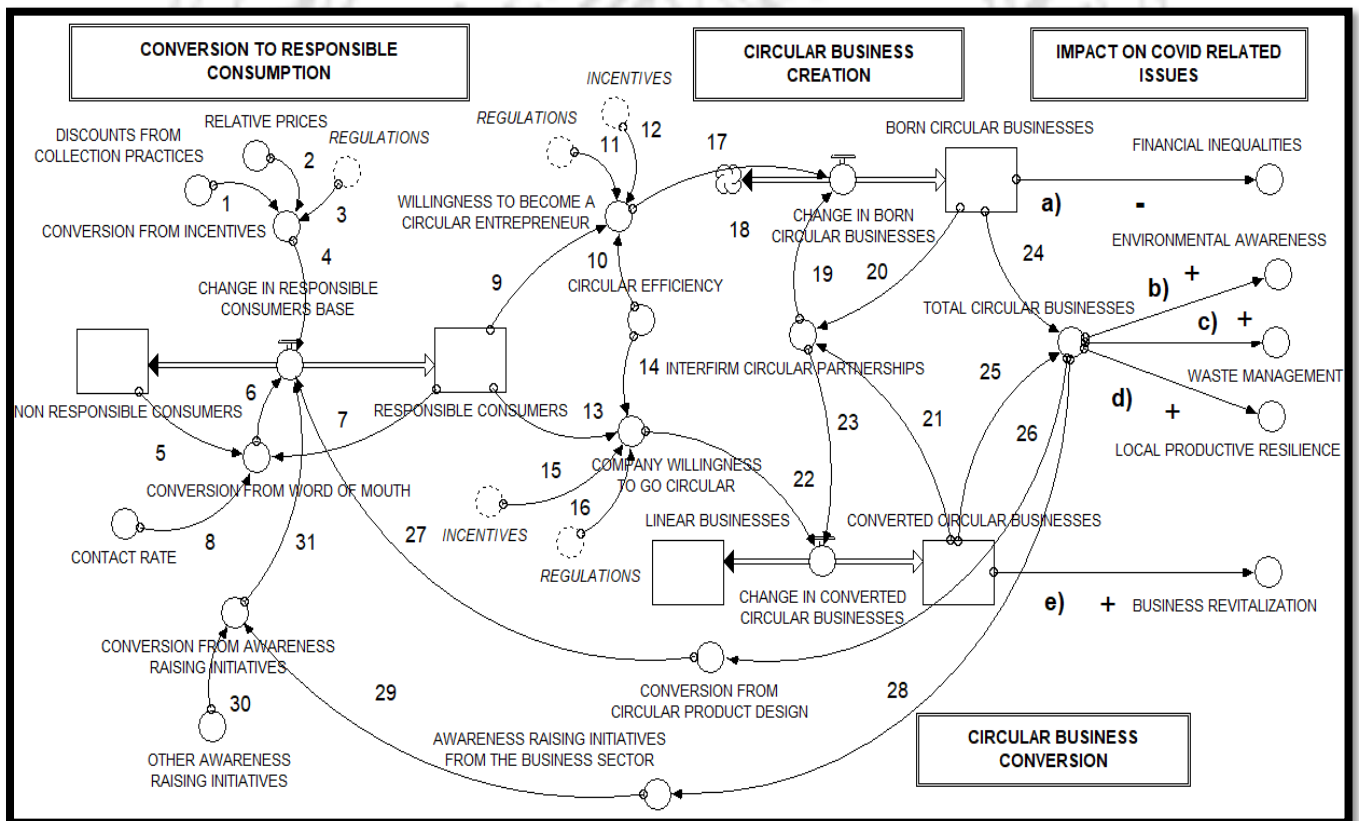 CONVERSION TO RESPONSIBLE
CONSUMPTION
CIRCULAR BUSINESS
CREATION
IMPACT ON COVID RELATED
ISSUES
DISCOUNTS FROM
COLLECTION PRACTICES
RELATIVE PRICES
REGULATIONS
1
2
3
CONVERSION FROM INCENTIVES
4
CHANGE IN RESPONSIBLE
CONSUMERS BASE
NON RESPONSIBLE CONSUMERS
RESPONSIBLE CONSUMERS
5
6
7
CONVERSION FROM WORD OF MOUTH
CONTACT RATE
8
31
CONVERSION FROM AWARENESS
RAISING INITIATIVES
30
OTHER AWARENESS
RAISING INITIATIVES
INCENTIVES
REGULATIONS
11
12
WILLINGNESS TO BECOME A
CIRCULAR ENTREPRENEUR
9
10
CIRCULAR EFFICIENCY
14
13
COMPANY WILLINGNESS
TO GO CIRCULAR
15
16
INCENTIVES
REGULATIONS
17
18
CHANGE IN BORN
CIRCULAR BUSINESSES
BORN CIRCULAR BUSINESSES
19
20
INTERFIRM CIRCULAR PARTNERSHIPS
23
21
22
LINEAR BUSINESSES
CONVERTED CIRCULAR BUSINESSES
CHANGE IN CONVERTED
CIRCULAR BUSINESSES
24
TOTAL CIRCULAR BUSINESSES
25
26
27
CONVERSION FROM
CIRCULAR PRODUCT DESIGN
28
29
AWARENESS RAISING INITIATIVES
FROM THE BUSINESS SECTOR
FINANCIAL INEQUALITIES
a) -
ENVIRONMENTAL AWARENESS
b) +
c) +
WASTE MANAGEMENT
d) +
LOCAL PRODUCTIVE RESILIENCE
e) + BUSINESS REVITALIZATION
CIRCULAR BUSINESS
CONVERSION